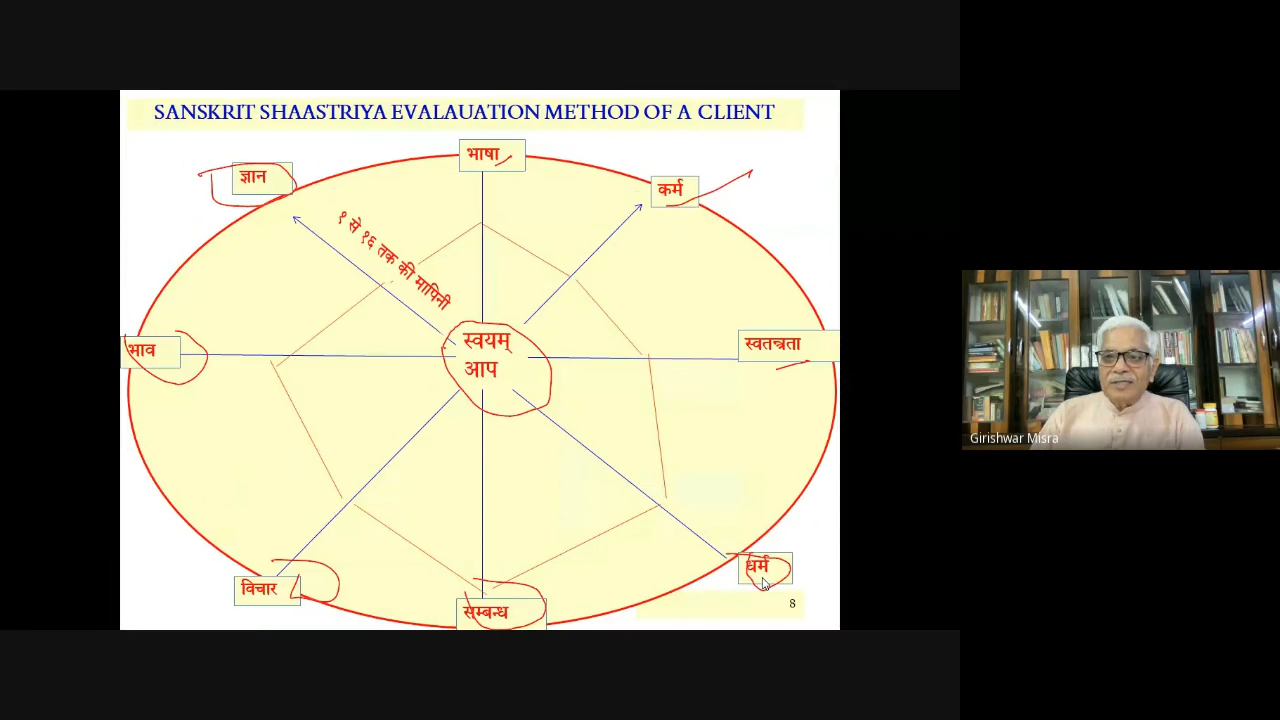 SANSKRIT SHAASTRIYA EVALAUATION METHOD OF A CLIENT
भाषा
ज्ञान
कर्म
१ से १६ तक की मापिनी
स्वयम्
आप
भाव
स्वतन्त्रता
धर्म
विचार
सम्बन्ध
8
Girishwar Misra